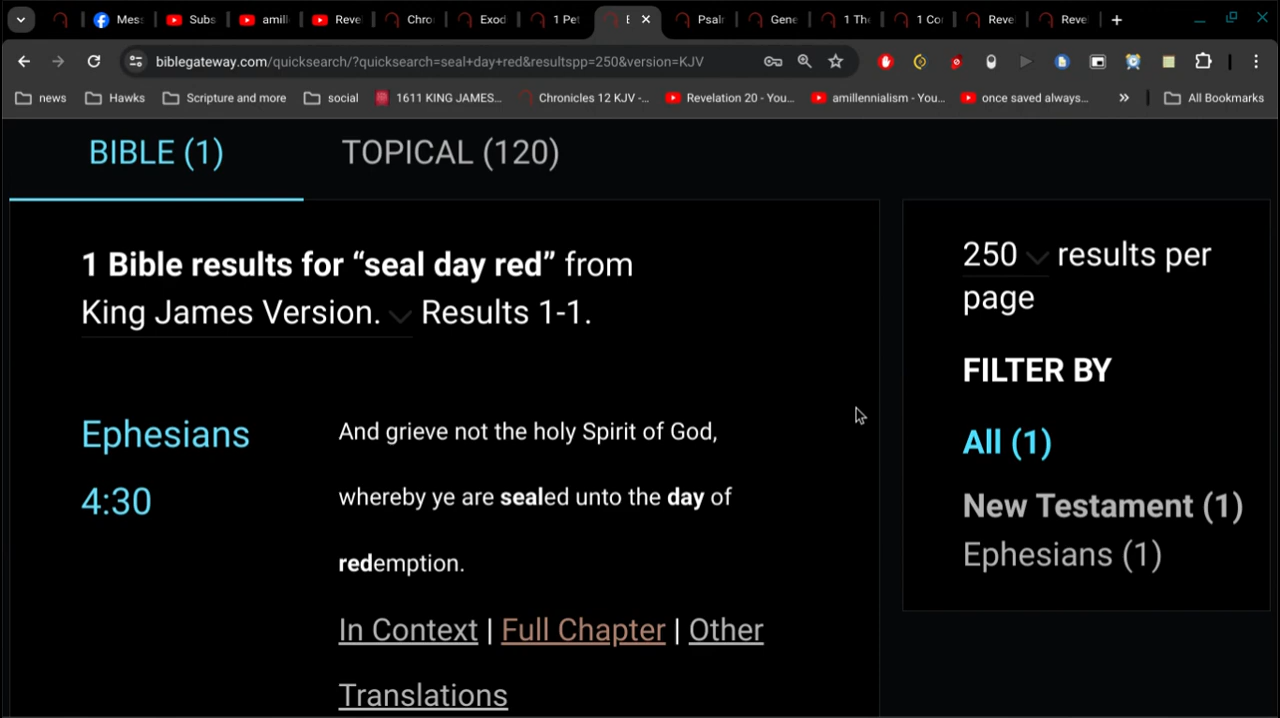 Mess Subs amill Reve Chro Exod 1 Pet E Psalr Gene 1 The 1 Co Reve Reve
biblegateway.com/quicksearch/?quicksearch=seal+day+red&resultspp=250&version=KJV
news Hawks Scripture and more social 1611 KING JAMES... Chronicles 12 KJV -... Revelation 20 - You... amillennialism - You... once saved always... » All Bookmarks
BIBLE (1) TOPICAL (120)
1 Bible results for “seal day red” from
King James Version. Results 1-1.
250 results per
page
FILTER BY
All (1)
New Testament (1)
Ephesians (1)
Ephesians
4:30
And grieve not the holy Spirit of God,
whereby ye are sealed unto the day of
redemption.
In Context | Full Chapter | Other
Translations